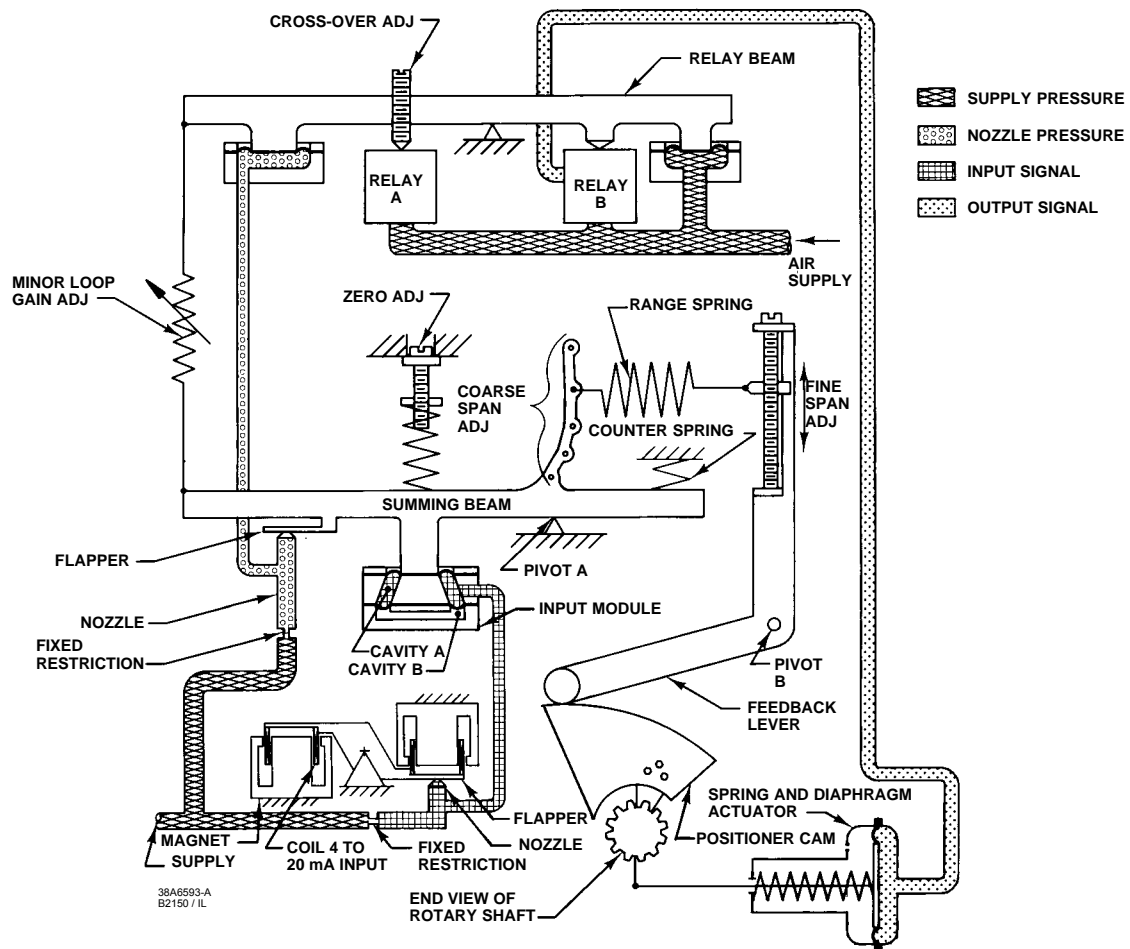 CROSS-OVER ADJ
RELAY BEAM
SUPPLY PRESSURE
NOZZLE PRESSURE
INPUT SIGNAL
OUTPUT SIGNAL
RELAY
A
RELAY
B
AIR
SUPPLY
MINOR LOOP
GAIN ADJ
ZERO ADJ
RANGE SPRING
COARSE
SPAN
ADJ
FINE
SPAN
ADJ
COUNTER SPRING
SUMMING BEAM
FLAPPER
PIVOT A
NOZZLE
INPUT MODULE
FIXED
RESTRICTION
CAVITY A
CAVITY B
PIVOT
B
FEEDBACK
LEVER
SPRING AND DIAPHRAGM
ACTUATOR
FLAPPER
POSITIONER CAM
MAGNET
SUPPLY
COIL 4 TO
20 mA INPUT
FIXED
RESTRICTION
NOZZLE
END VIEW OF
ROTARY SHAFT
38A6593-A
B2150 / IL